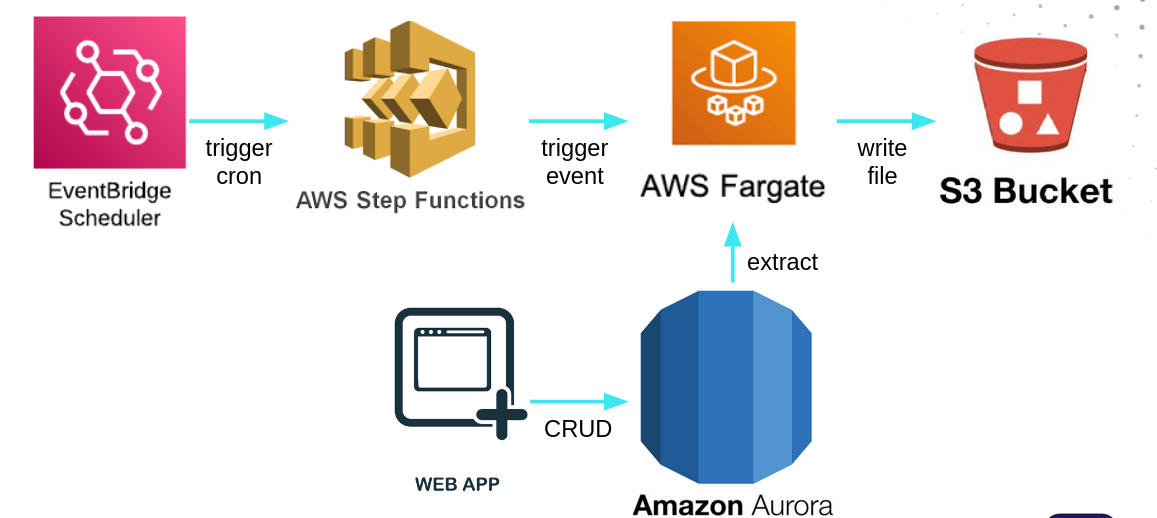 trigger
cron
trigger
event
write
file
EventBridge
Scheduler
AWS Step Functions
AWS Fargate
S3 Bucket
extract
CRUD
WEB APP
Amazon Aurora